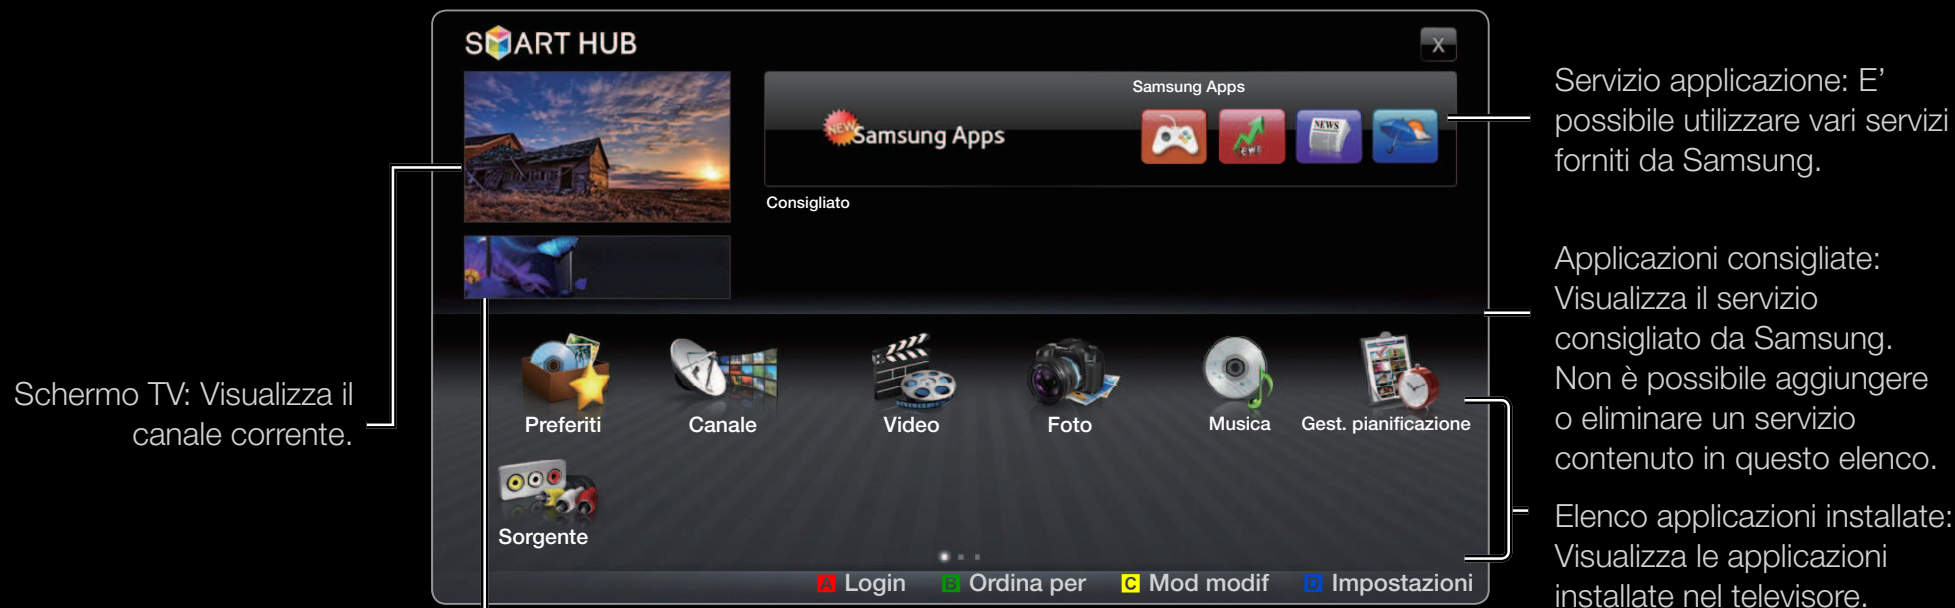 SMART HUB
X
Samsung Apps
NEW
Samsung Apps
NEWS
Consigliato
Servizio applicazione: E'
possibile utilizzare vari servizi
forniti da Samsung.
Applicazioni consigliate:
Visualizza il servizio
consigliato da Samsung.
Non è possibile aggiungere
o eliminare un servizio
contenuto in questo elenco.
Schermo TV: Visualizza il
canale corrente.
Preferiti Canale Video Foto Musica Gest. pianificazione
Sorgente
Elenco applicazioni installate:
Visualizza le applicazioni
installate nel televisore.
A Login B Ordina per C Mod modif D Impostazioni